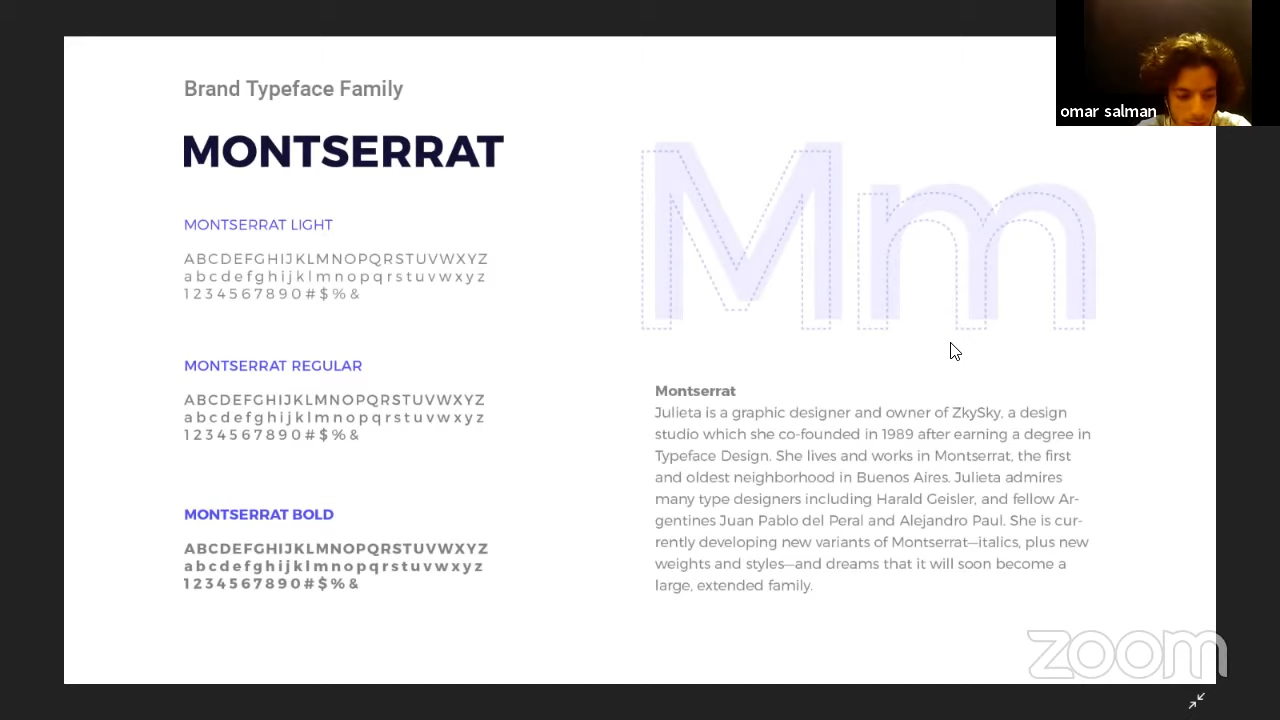 Brand Typeface Family
MONTSERRAT
MONTSERRAT LIGHT
ABCDEFGHIJKLMNOPQRSTUVWXYZ
abcdefghijklmnopqrstuvwxyz
1234567890#$%&
MONTSERRAT REGULAR
ABCDEFGHIJKLMNOPQRSTUVWXYZ
abcdefghijklmnopqrstuvwxyz
1234567890#$%&
MONTSERRAT BOLD
ABCDEFGHIJKLMNOPQRSTUVWXYZ
abcdefghijklmnopqrstuvwxyz
1234567890#$%&
omar salman
Mm
Montserrat
Julieta is a graphic designer and owner of ZkySky, a design
studio which she co-founded in 1989 after earning a degree in
Typeface Design. She lives and works in Montserrat, the first
and oldest neighborhood in Buenos Aires. Julieta admires
many type designers including Harald Geisler, and fellow Ar-
gentines Juan Pablo del Peral and Alejandro Paul. She is cur-
rently developing new variants of Montserrat—italics, plus new
weights and styles—and dreams that it will soon become a
large, extended family.
zoom